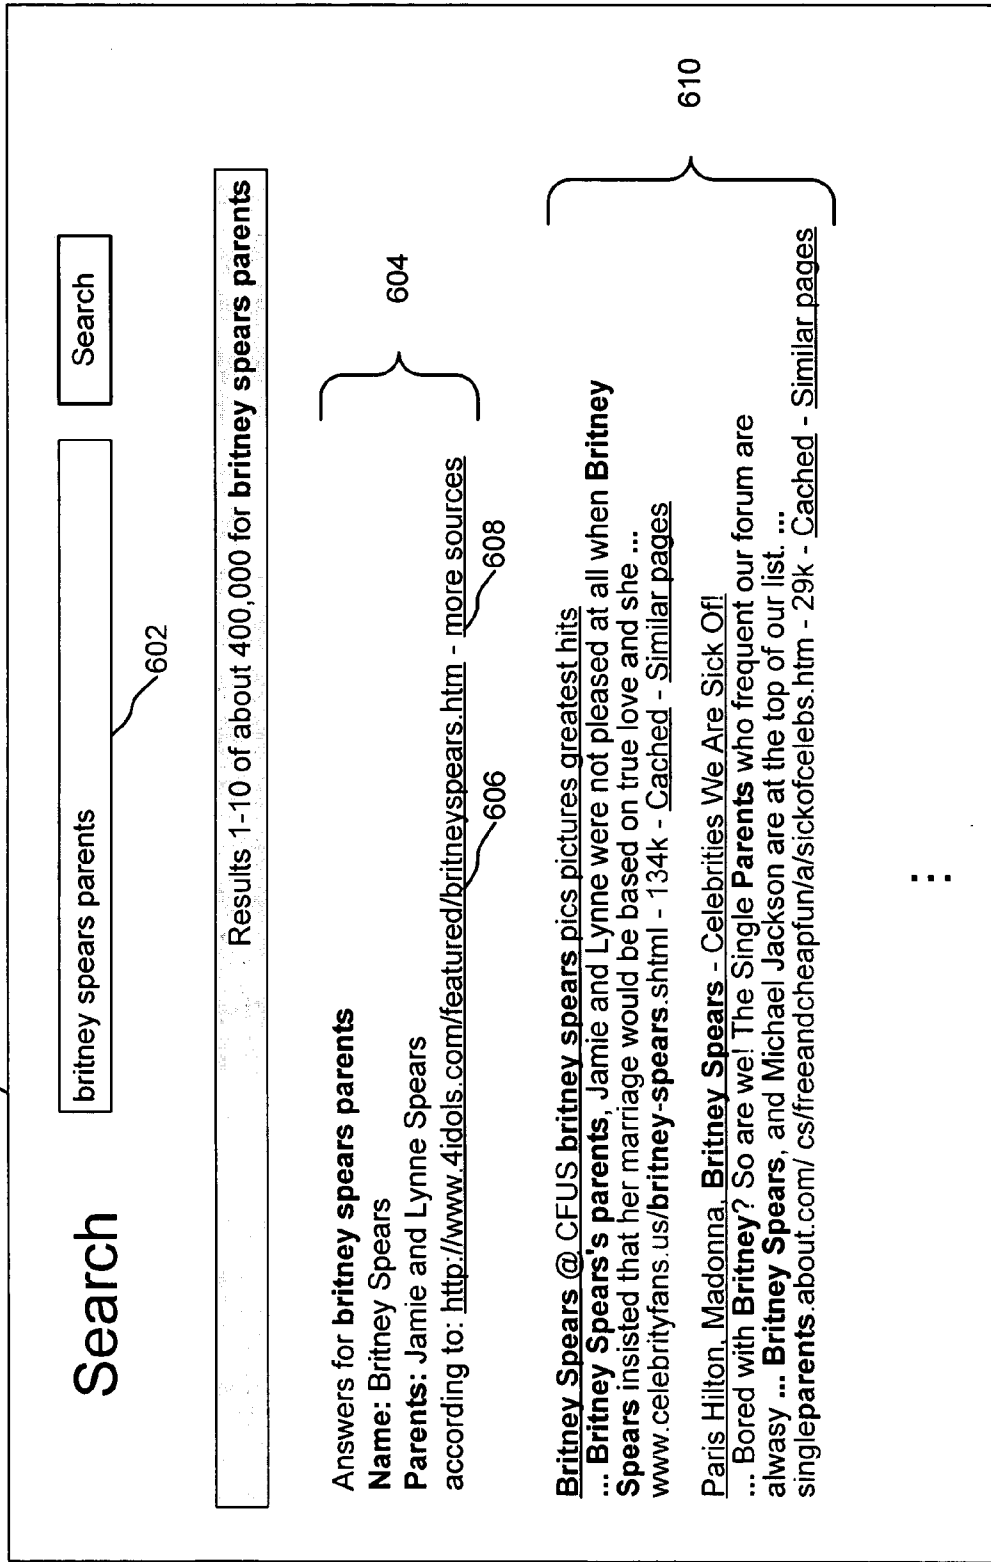 Search
britney spears parents
Search
602
Results 1-10 of about 400,000 for britney spears parents
Answers for britney spears parents
Name: Britney Spears
Parents: Jamie and Lynne Spears
according to: http://www.4idols.com/featured/britneyspears.htm - more sources
604
606
608
Britney Spears @ CFUS britney spears pics pictures greatest hits
... Britney Spears's parents, Jamie and Lynne were not pleased at all when Britney
Spears insisted that her marriage would be based on true love and she ...
www.celebrityfans.us/britney-spears.shtml - 134k - Cached - Similar pages
Paris Hilton, Madonna, Britney Spears - Celebrities We Are Sick Of!
... Bored with Britney? So are we! The Single Parents who frequent our forum are
alwasy ... Britney Spears, and Michael Jackson are at the top of our list. ...
singleparents.about.com/ cs/freeandcheapfun/a/sickofcelebs.htm - 29k - Cached - Similar pages
610
...